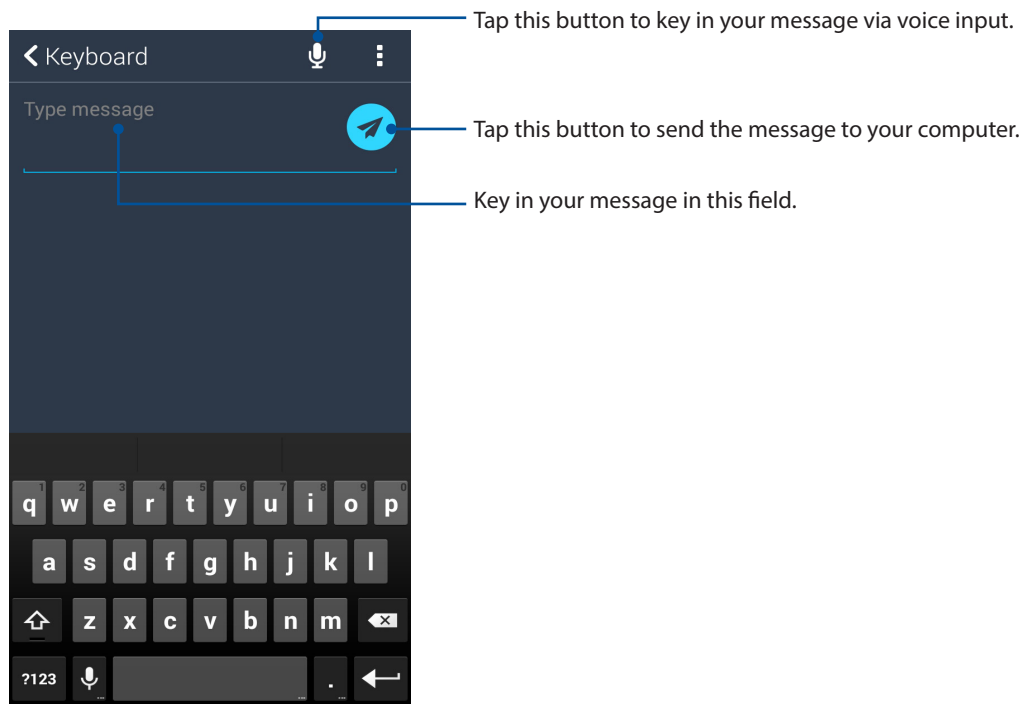 Tap this button to key in your message via voice input.
Keyboard
Type message
Tap this button to send the message to your computer.
Key in your message in this field.
1 2 3 4 5 6 7 8 9 0
q w e r t y u i o p
a s d f g h j k l
z x c v b n m
?123 .